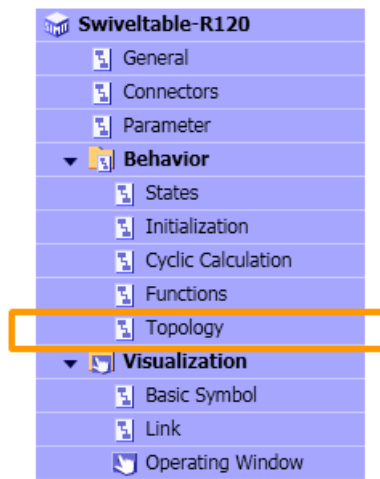 Swiveltable-R120
General
Connectors
Parameter
Behavior
States
Initialization
Cyclic Calculation
Functions
Topology
Visualization
Basic Symbol
Link
Operating Window